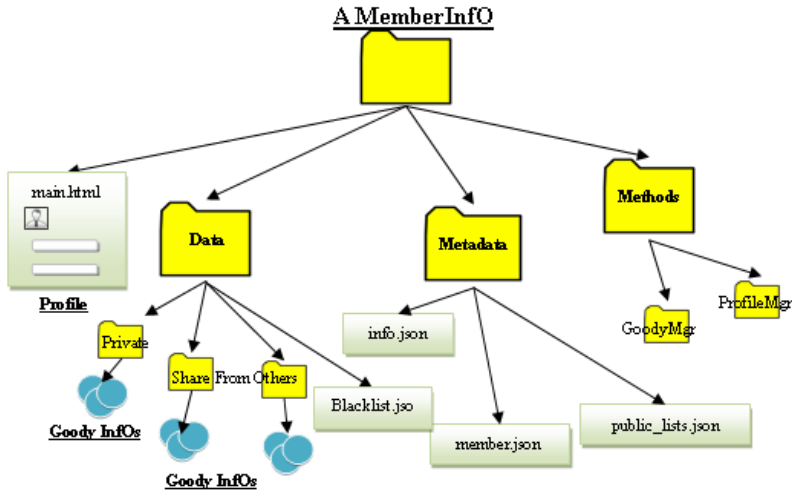 A MemberInfO
main.html
Profile
Data
Metadata
Methods
Private
Share
From Others
Goody InfOs
Goody InfOs
Blacklist.jso
info.json
member.json
public_lists.json
GoodyMgr
ProfileMgr